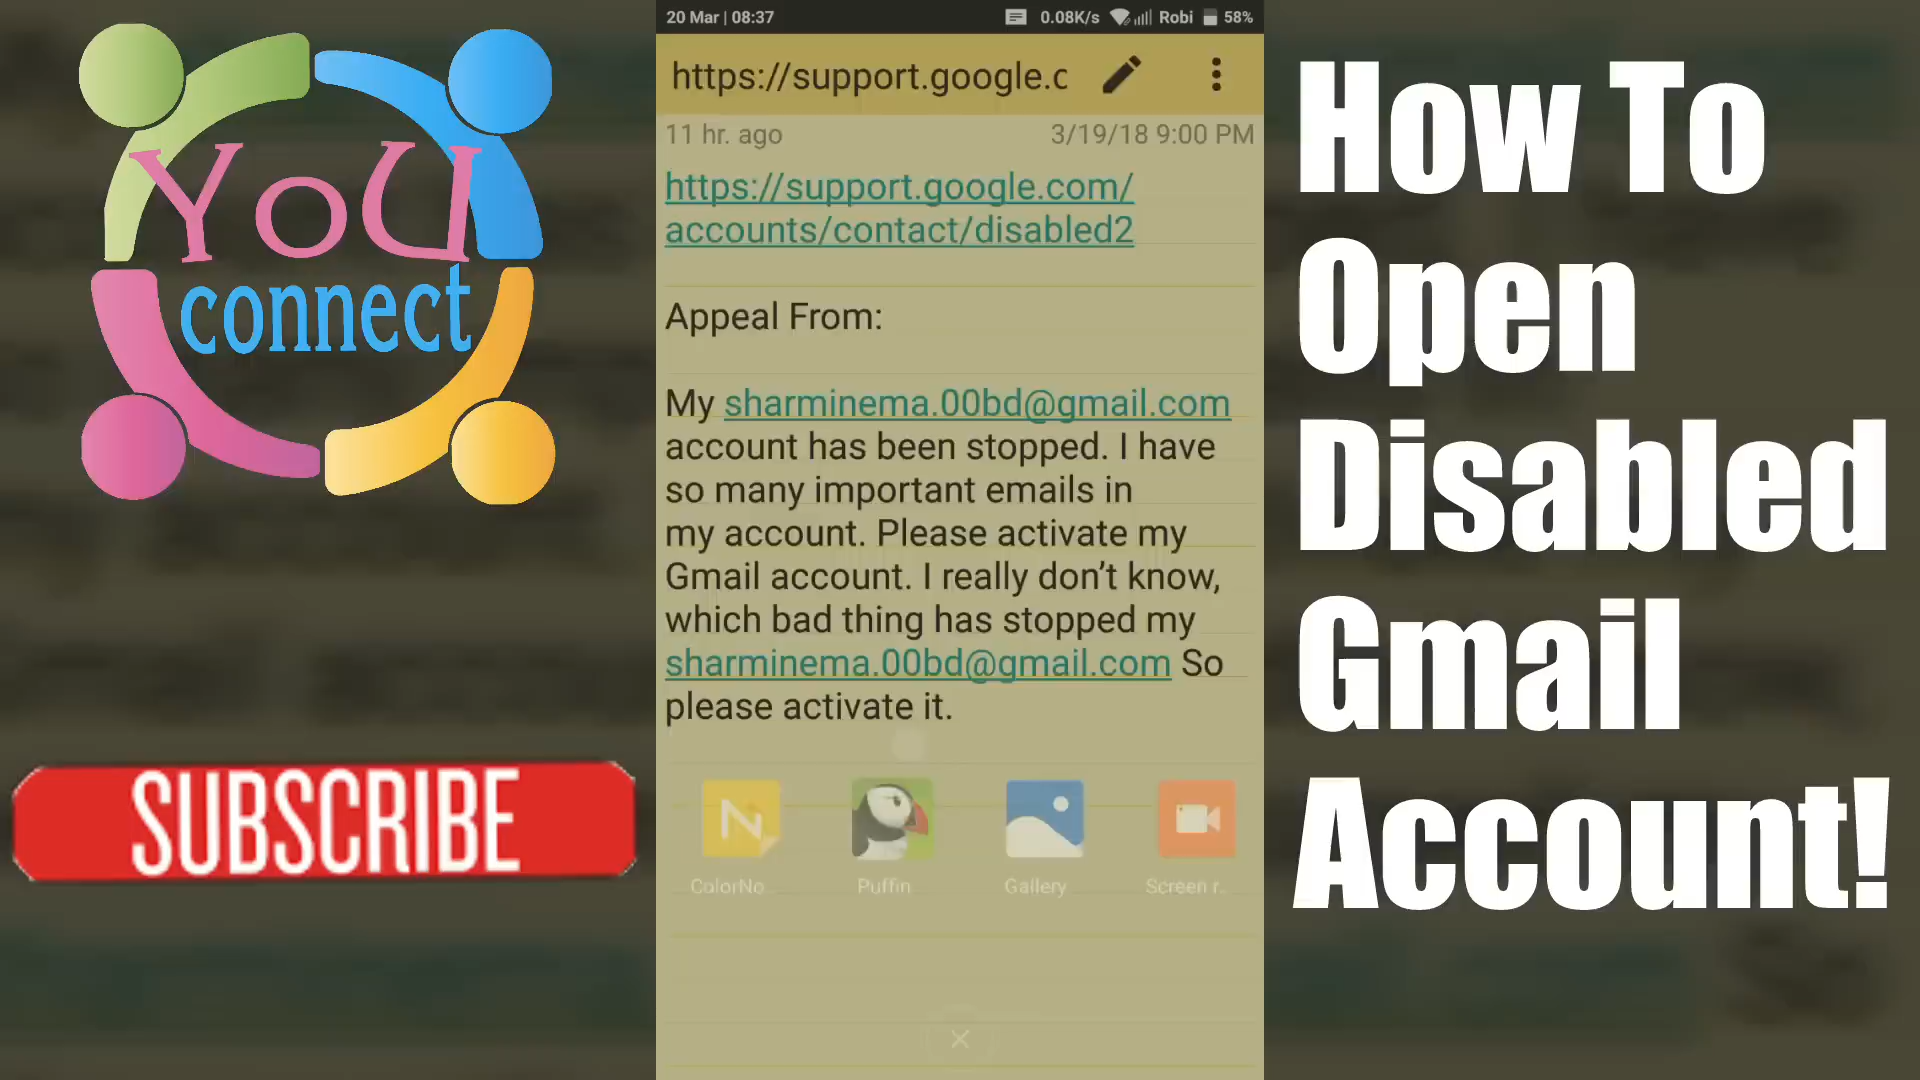 YoU
connect
SUBSCRIBE
20 Mar | 08:37
0.08K/s
Robi
58%
https://support.google.c
11 hr. ago
3/19/18 9:00 PM
https://support.google.com/
accounts/contact/disabled2
Appeal From:
My sharminema.00bd@gmail.com
account has been stopped. I have
so many important emails in
my account. Please activate my
Gmail account. I really don't know,
which bad thing has stopped my
sharminema.00bd@gmail.com So
please activate it.
N
ColorNo...
Puffin
Gallery
Screen r...
How To
Open
Disabled
Gmail
Account!